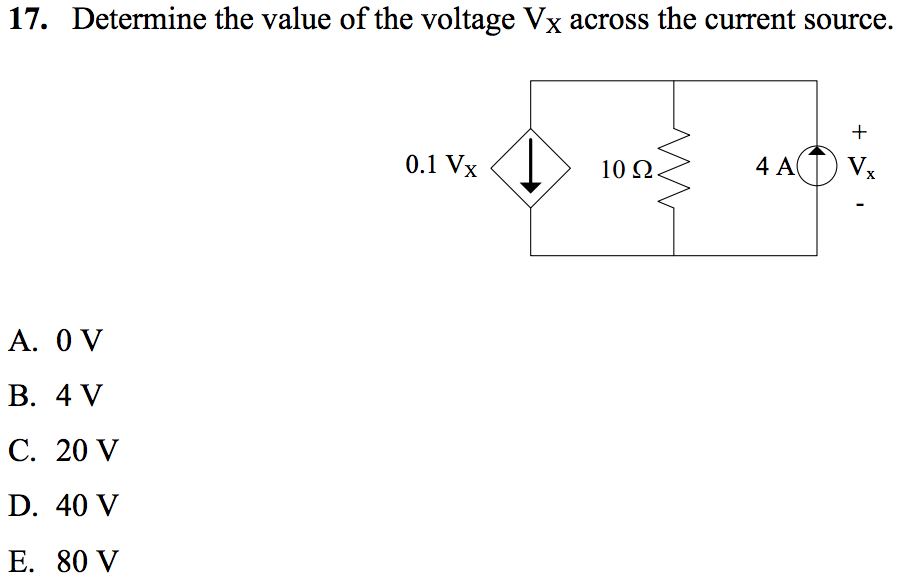 17. Determine the value of the voltage VX across the current source.
+
0.1 VX
10 Ω
4 A
Vx
-
A. 0 V
B. 4 V
C. 20 V
D. 40 V
E. 80 V